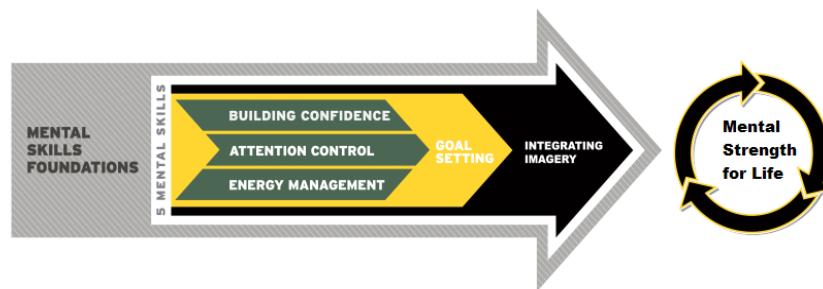 MENTAL
SKILLS
FOUNDATIONS
5 MENTAL SKILLS
BUILDING CONFIDENCE
ATTENTION CONTROL
ENERGY MANAGEMENT
GOAL
SETTING
INTEGRATING
IMAGERY
Mental
Strength
for Life